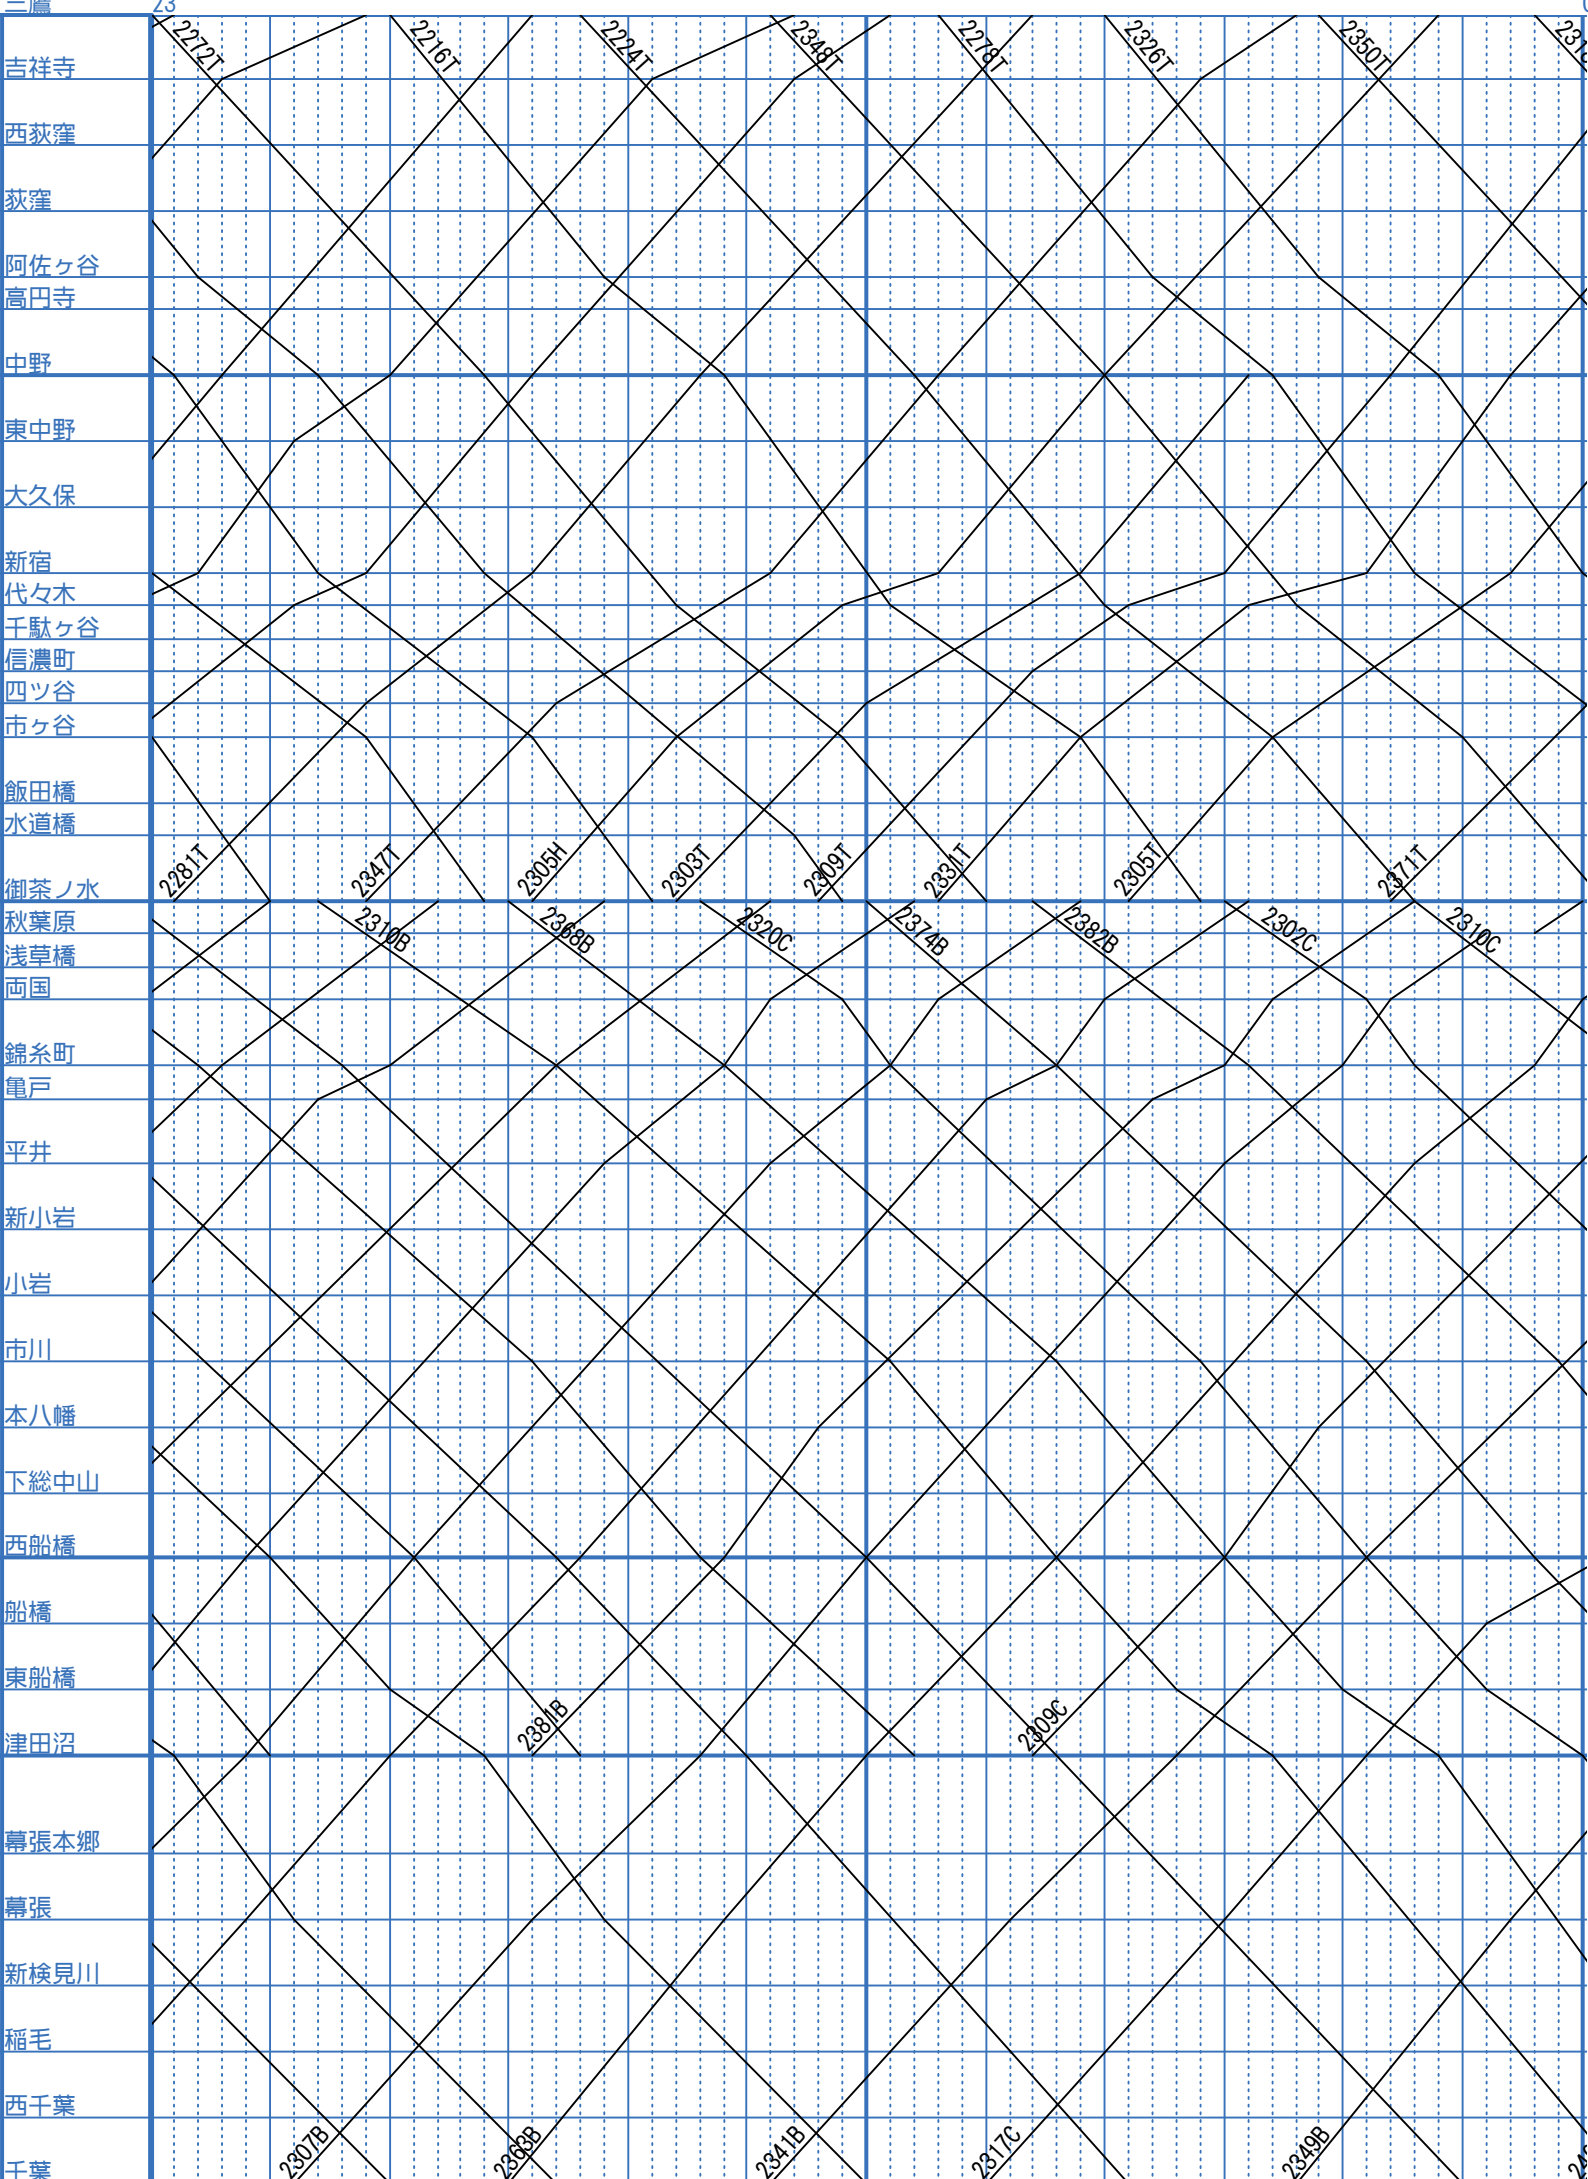 三鷹
23
2272T
2216T
2224T
2348T
2278T
2326T
2350T
吉祥寺
西荻窪
荻窪
阿佐ヶ谷
高円寺
中野
東中野
大久保
新宿
代々木
千駄ヶ谷
信濃町
四ツ谷
市ヶ谷
飯田橋
水道橋
2281T
2347T
2305H
2303T
2309T
2331T
2305T
2371T
御茶ノ水
秋葉原
2310B
2368B
2320C
2374B
2382B
2302C
2310C
浅草橋
両国
錦糸町
亀戸
平井
新小岩
小岩
市川
本八幡
下総中山
西船橋
船橋
東船橋
2381B
2309C
津田沼
幕張本郷
幕張
新検見川
稲毛
西千葉
2307B
2363B
2341B
2317C
2349B
千葉